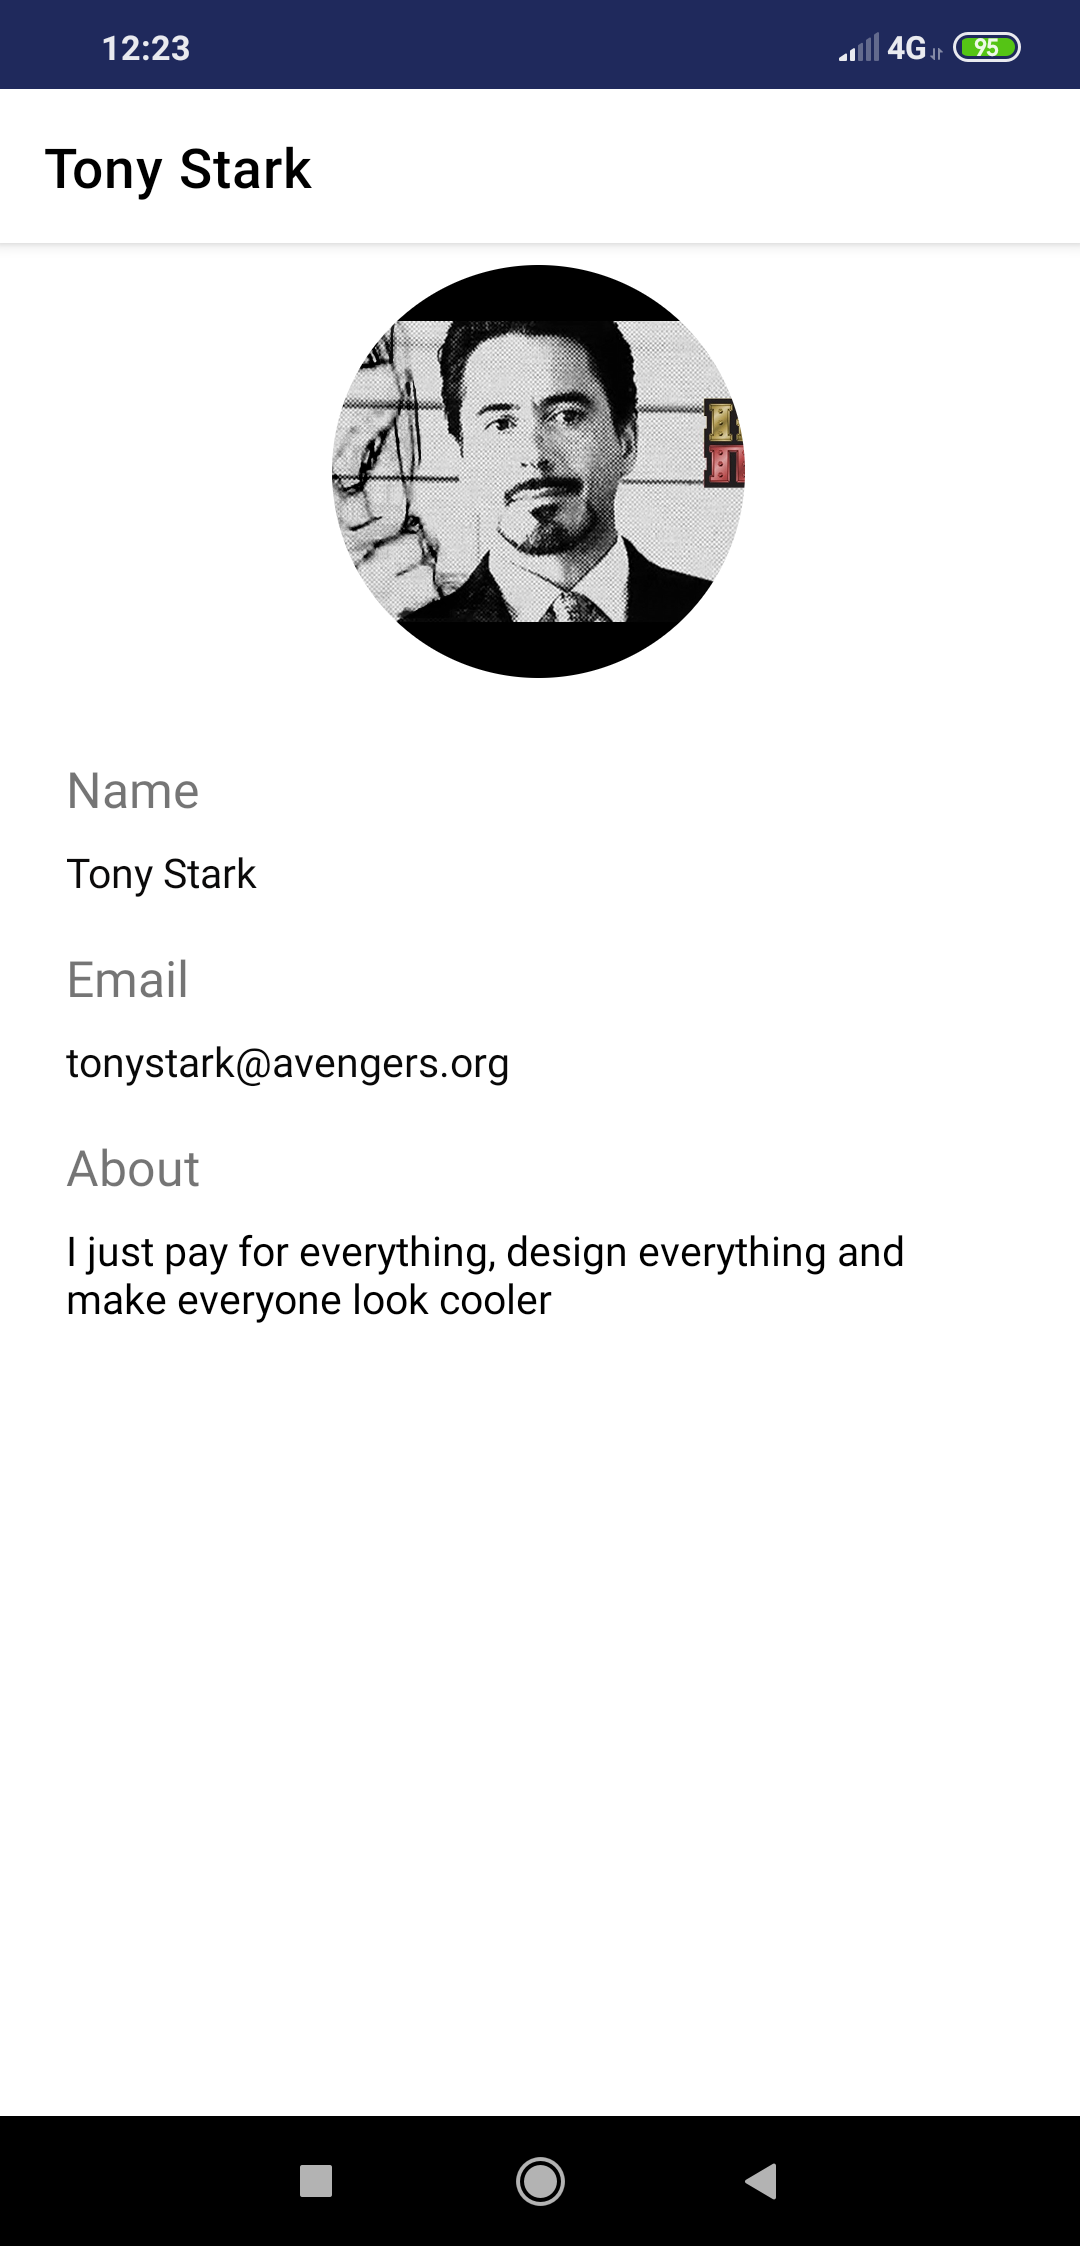 12:23
4G
95
Tony Stark
Name
Tony Stark
Email
tonystark@avengers.org
About
I just pay for everything, design everything and
make everyone look cooler